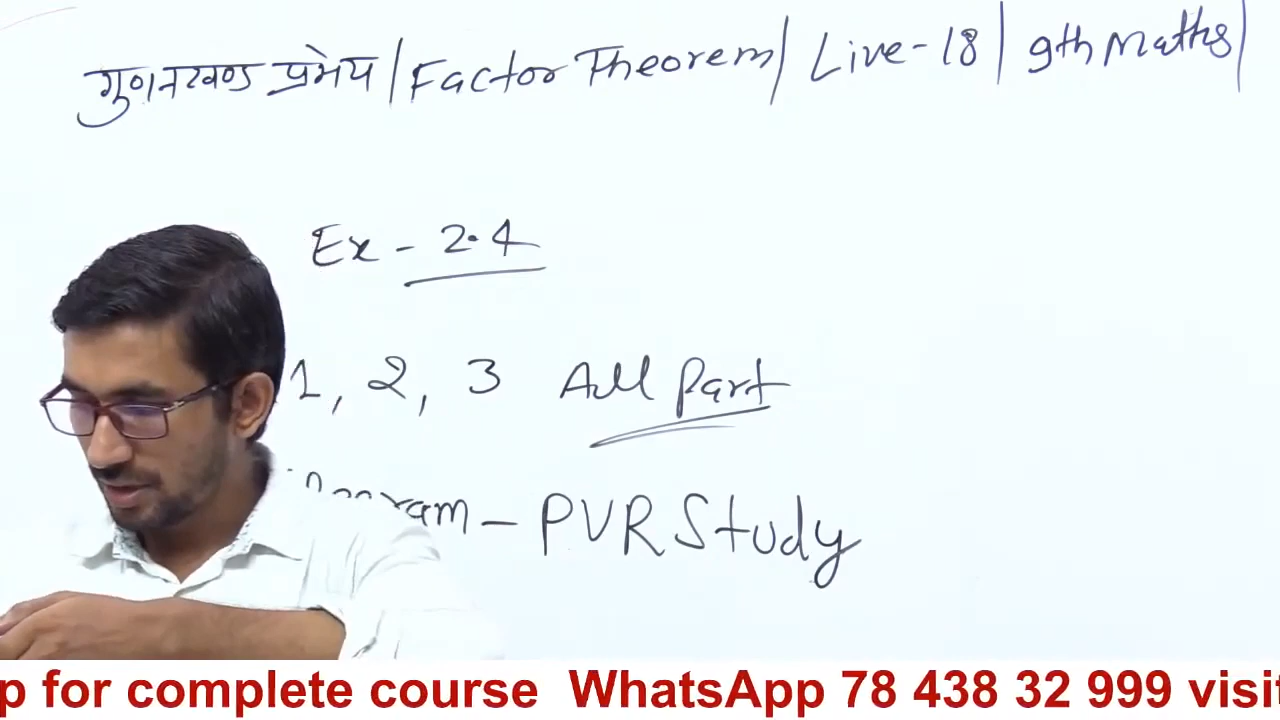 गुणनखण्ड प्रमेय | Factor Theorem | Live-18 | 9th Maths |
Ex - 2.4
1, 2, 3 All Part
- PVR Study
p for complete course WhatsApp 78 438 32 999 visit